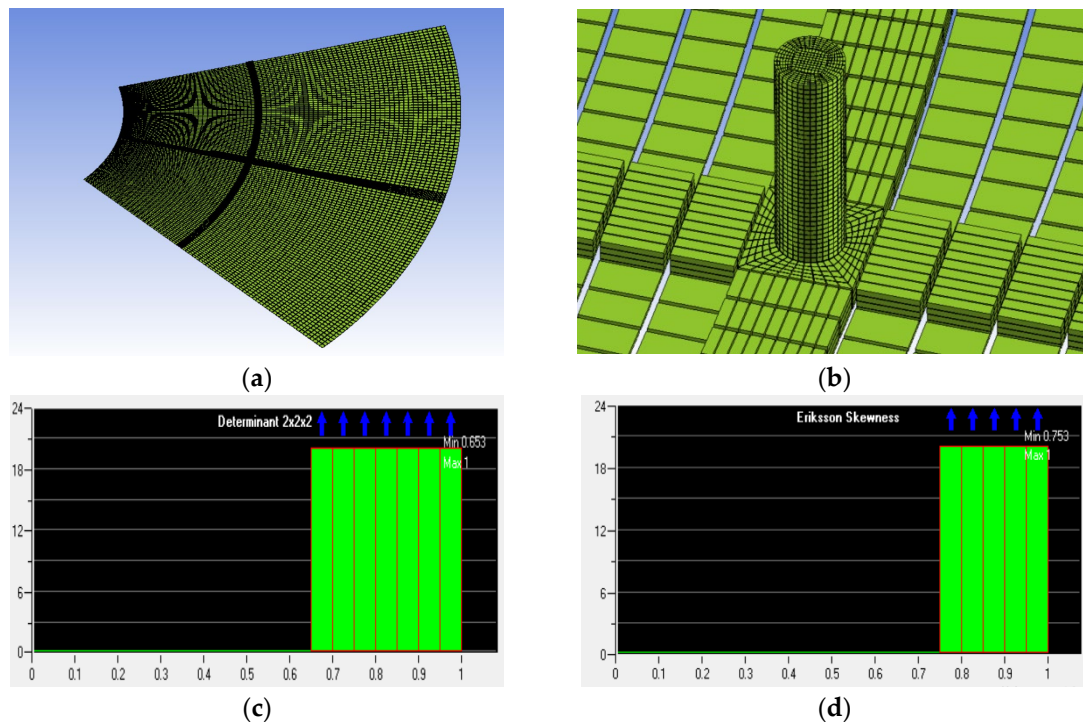 (a)
(b)
24
18
12
6
0
Determinant 2x2x2
Min 0.653
Max 1
0 0.1 0.2 0.3 0.4 0.5 0.6 0.7 0.8 0.9 1
(c)
24
18
12
6
0
Eriksson Skewness
Min 0.753
Max 1
0 0.1 0.2 0.3 0.4 0.5 0.6 0.7 0.8 0.9 1
(d)